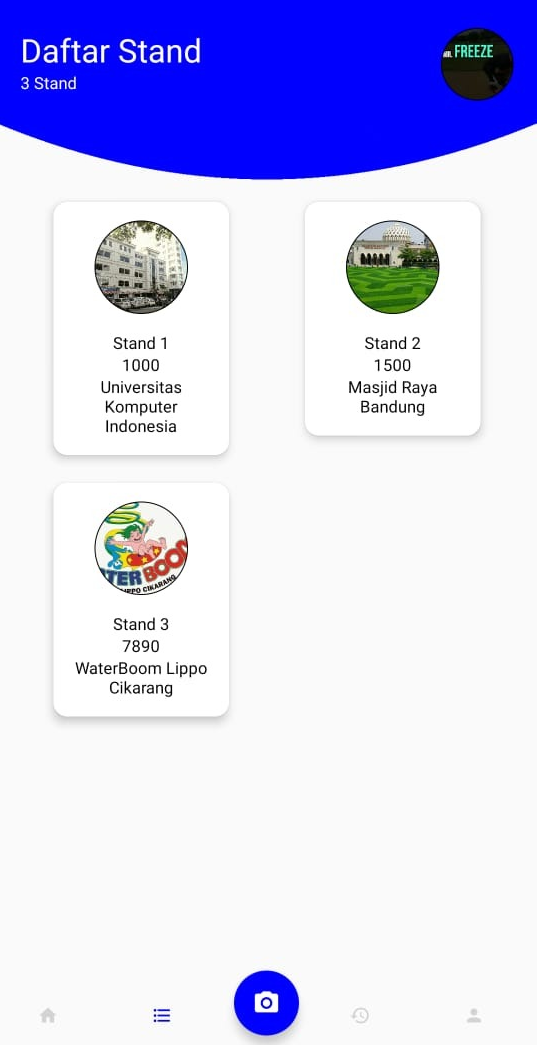 Daftar Stand
3 Stand
FREEZE
Stand 1
1000
Universitas
Komputer
Indonesia
Stand 2
1500
Masjid Raya
Bandung
TER BOOM
LIPPO CIKARANG
Stand 3
7890
WaterBoom Lippo
Cikarang